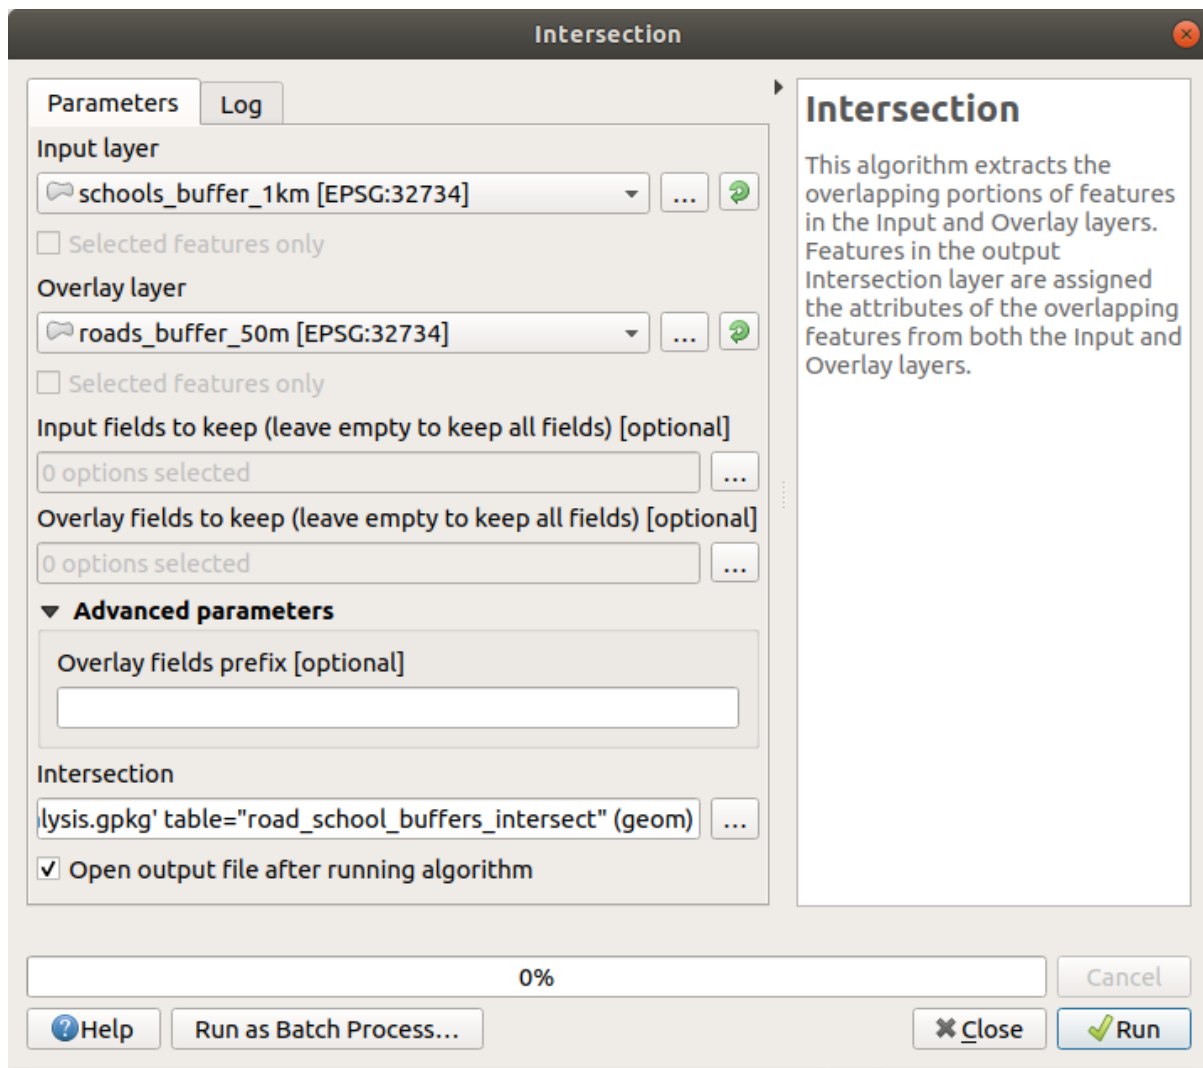 Intersection
Parameters
Log
Input layer
schools_buffer_1km [EPSG:32734]
...
Selected features only
Overlay layer
roads_buffer_50m [EPSG:32734]
...
Selected features only
Input fields to keep (leave empty to keep all fields) [optional]
0 options selected
...
Overlay fields to keep (leave empty to keep all fields) [optional]
0 options selected
...
Advanced parameters
Overlay fields prefix [optional]
Intersection
lysis.gpkg' table="road_school_buffers_intersect" (geom)
...
Open output file after running algorithm
Intersection
This algorithm extracts the
overlapping portions of features
in the Input and Overlay layers.
Features in the output
Intersection layer are assigned
the attributes of the overlapping
features from both the Input and
Overlay layers.
0%
Cancel
Help
Run as Batch Process...
Close
Run